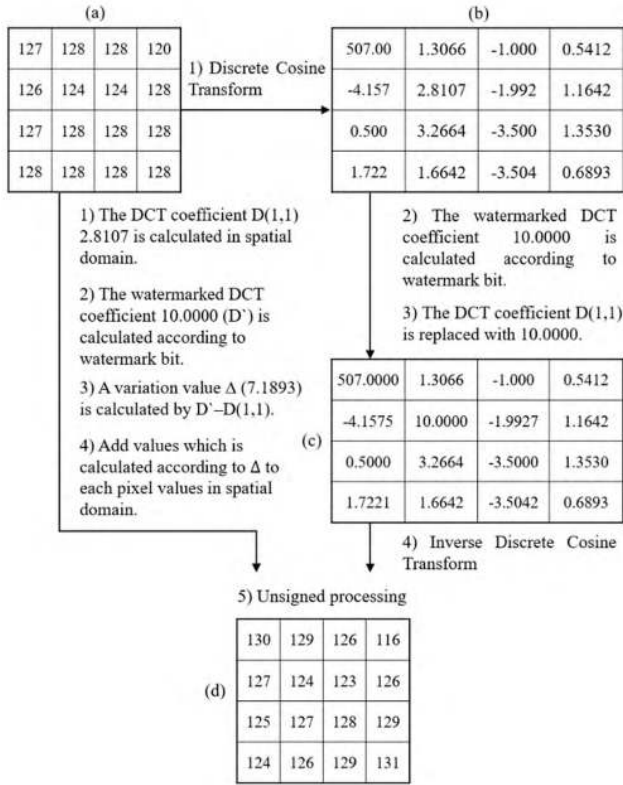 (a)
127 128 128 120
126 124 124 128
127 128 128 128
128 128 128 128
1) Discrete Cosine
Transform
(b)
507.00 1.3066 -1.000 0.5412
-4.157 2.8107 -1.992 1.1642
0.500 3.2664 -3.500 1.3530
1.722 1.6642 -3.504 0.6893
1) The DCT coefficient D(1,1)
2.8107 is calculated in spatial
domain.
2) The watermarked DCT
coefficient 10.0000 (D`) is
calculated according to
watermark bit.
3) A variation value Δ (7.1893)
is calculated by D`–D(1,1).
4) Add values which is
calculated according to Δ to
each pixel values in spatial
domain.
2) The watermarked DCT
coefficient 10.0000 is
calculated according to
watermark bit.
3) The DCT coefficient D(1,1)
is replaced with 10.0000.
(c)
507.0000 1.3066 -1.000 0.5412
-4.1575 10.0000 -1.9927 1.1642
0.5000 3.2664 -3.5000 1.3530
1.7221 1.6642 -3.5042 0.6893
4) Inverse Discrete Cosine
Transform
5) Unsigned processing
(d)
130 129 126 116
127 124 123 126
125 127 128 129
124 126 129 131